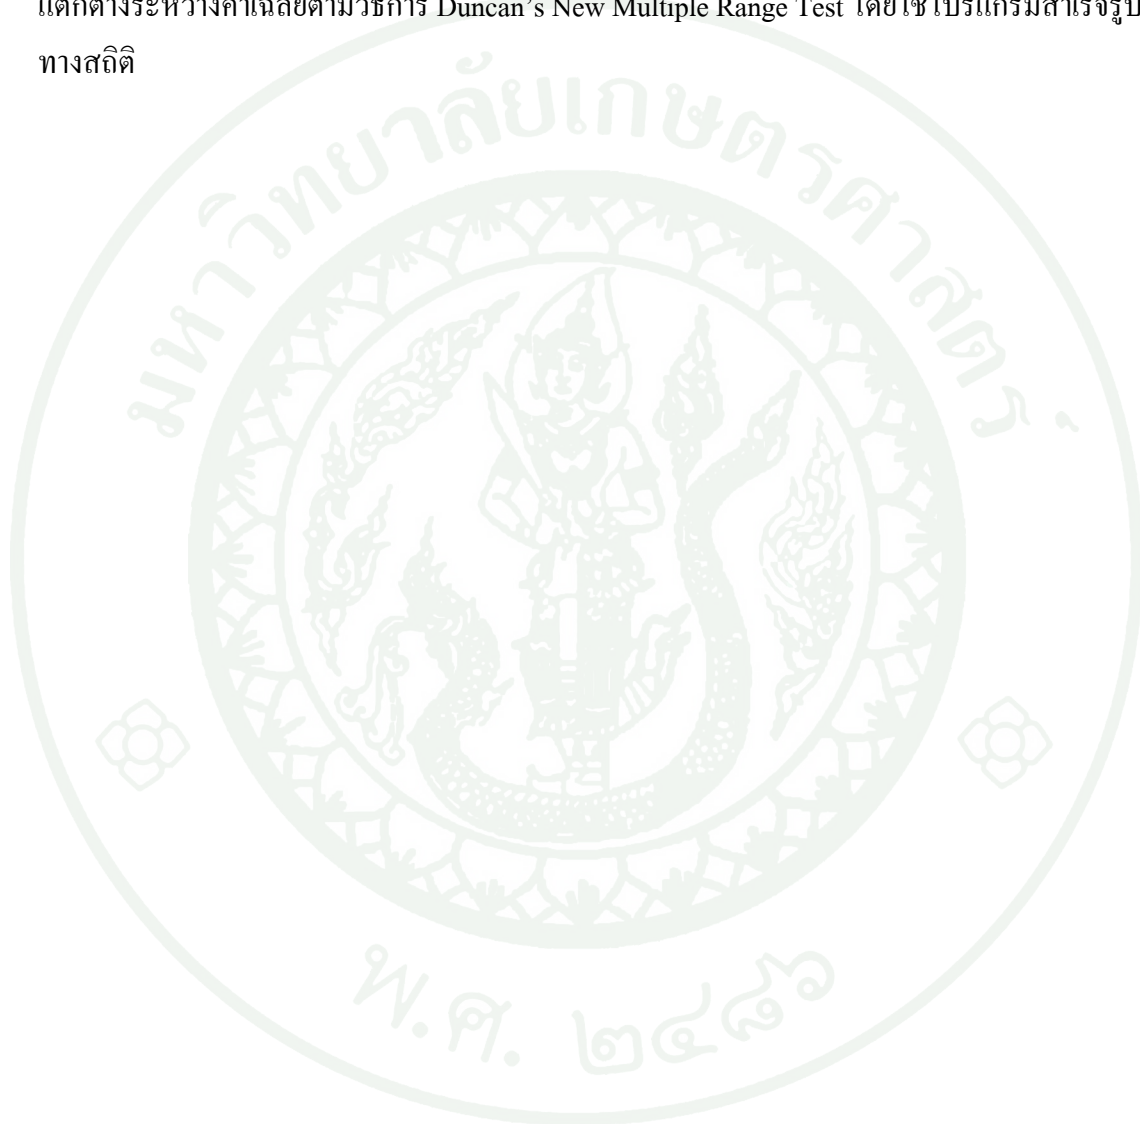 แตกต่างระหว่างค่าเฉลี่ยตามวิธีการ Duncan’s New Multiple Range Test โดยใช้โปรแกรมสำเร็จรูป
ทางสถิติ
มหาวิทยาลัยเกษตรศาสตร์
พ.ศ. ๒๔๘๖